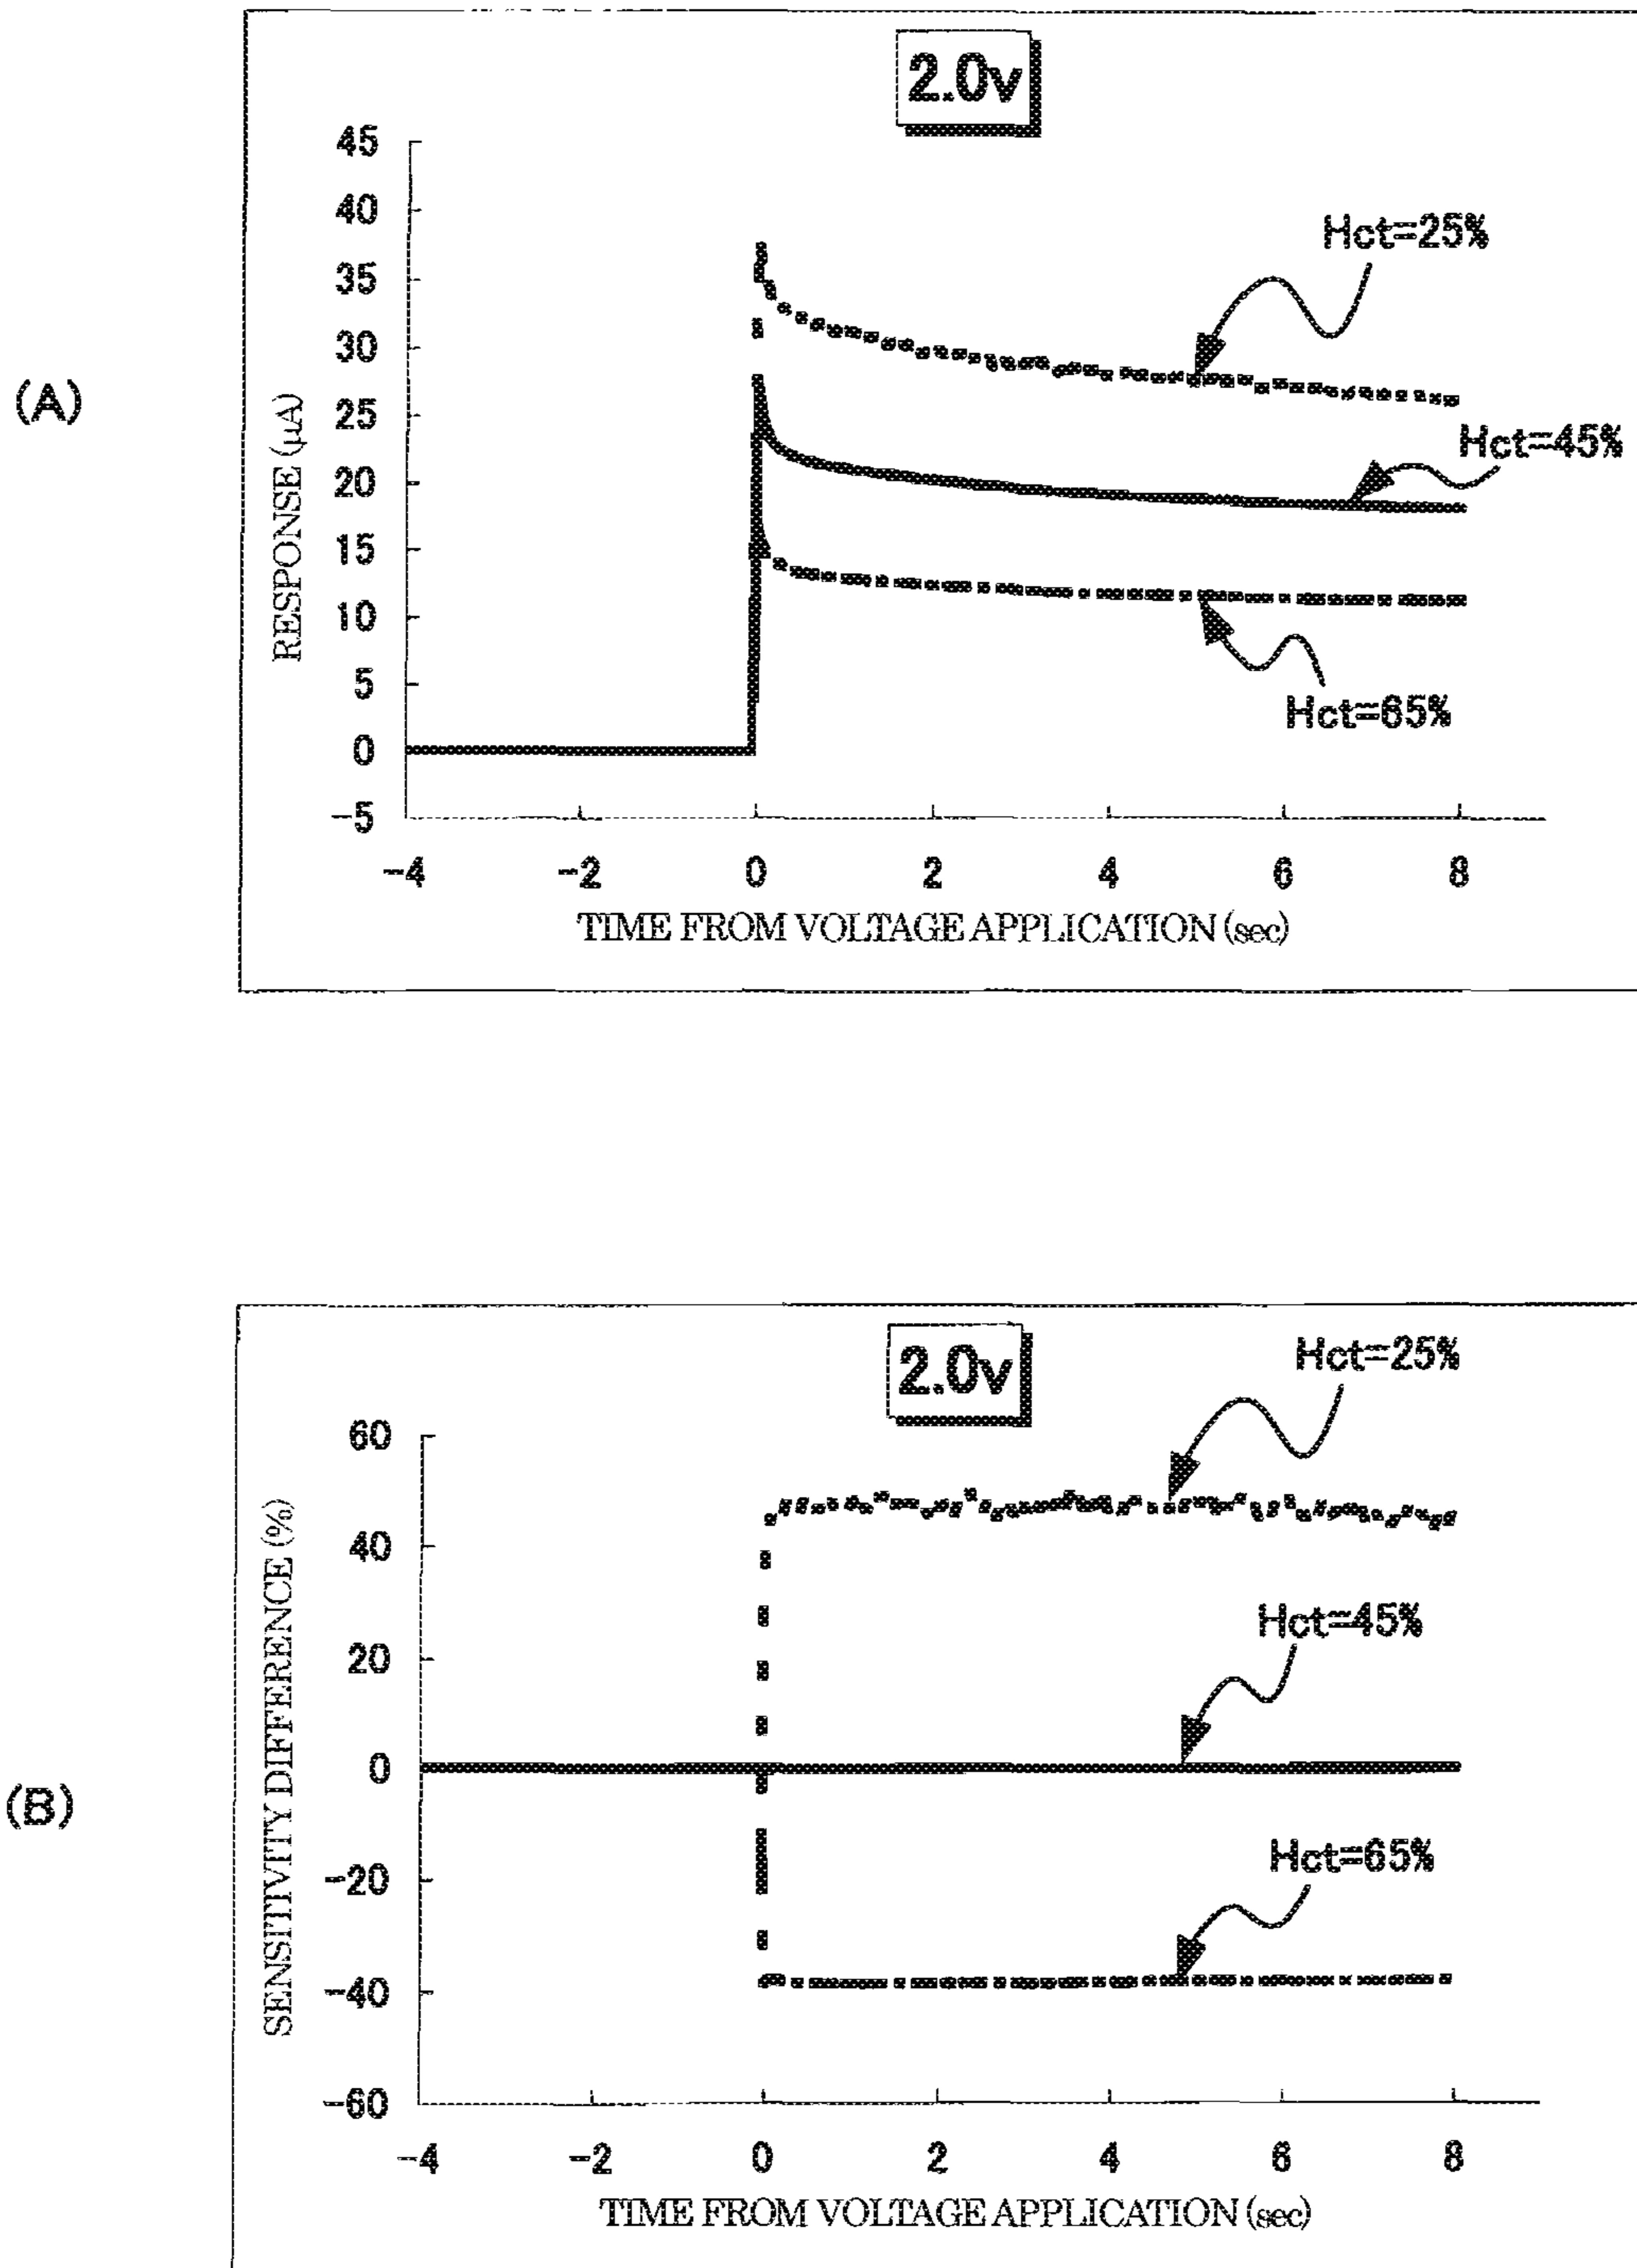 (A)
2.0v
45
40
35
30
25
20
15
10
5
0
-5
RESPONSE (μA)
Hct=25%
Hct=45%
Hct=65%
-4 -2 0 2 4 6 8
TIME FROM VOLTAGE APPLICATION (sec)
(B)
2.0v
60
40
20
0
-20
-40
-60
SENSITIVITY DIFFERENCE (%)
Hct=25%
Hct=45%
Hct=65%
-4 -2 0 2 4 6 8
TIME FROM VOLTAGE APPLICATION (sec)